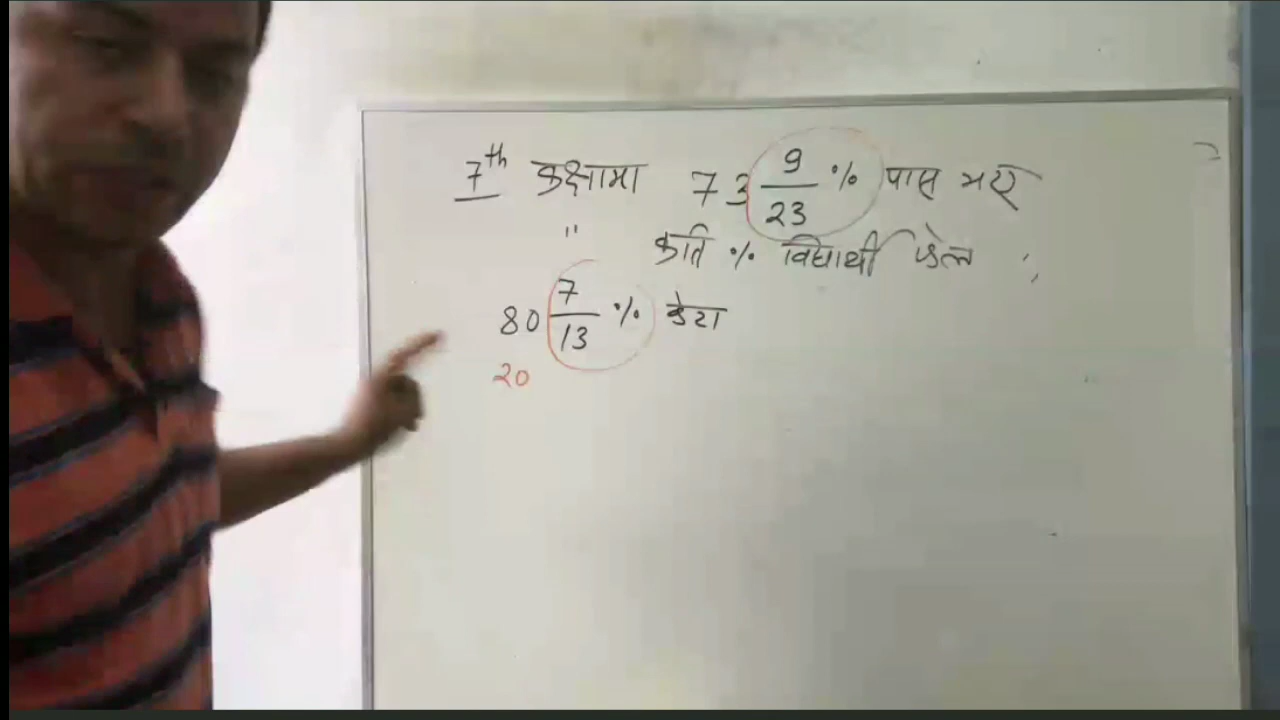 7th कक्षामा 73 9/23 % पास भए
" कति % विद्यार्थी फेल ?
80 7/13 % केटा
20